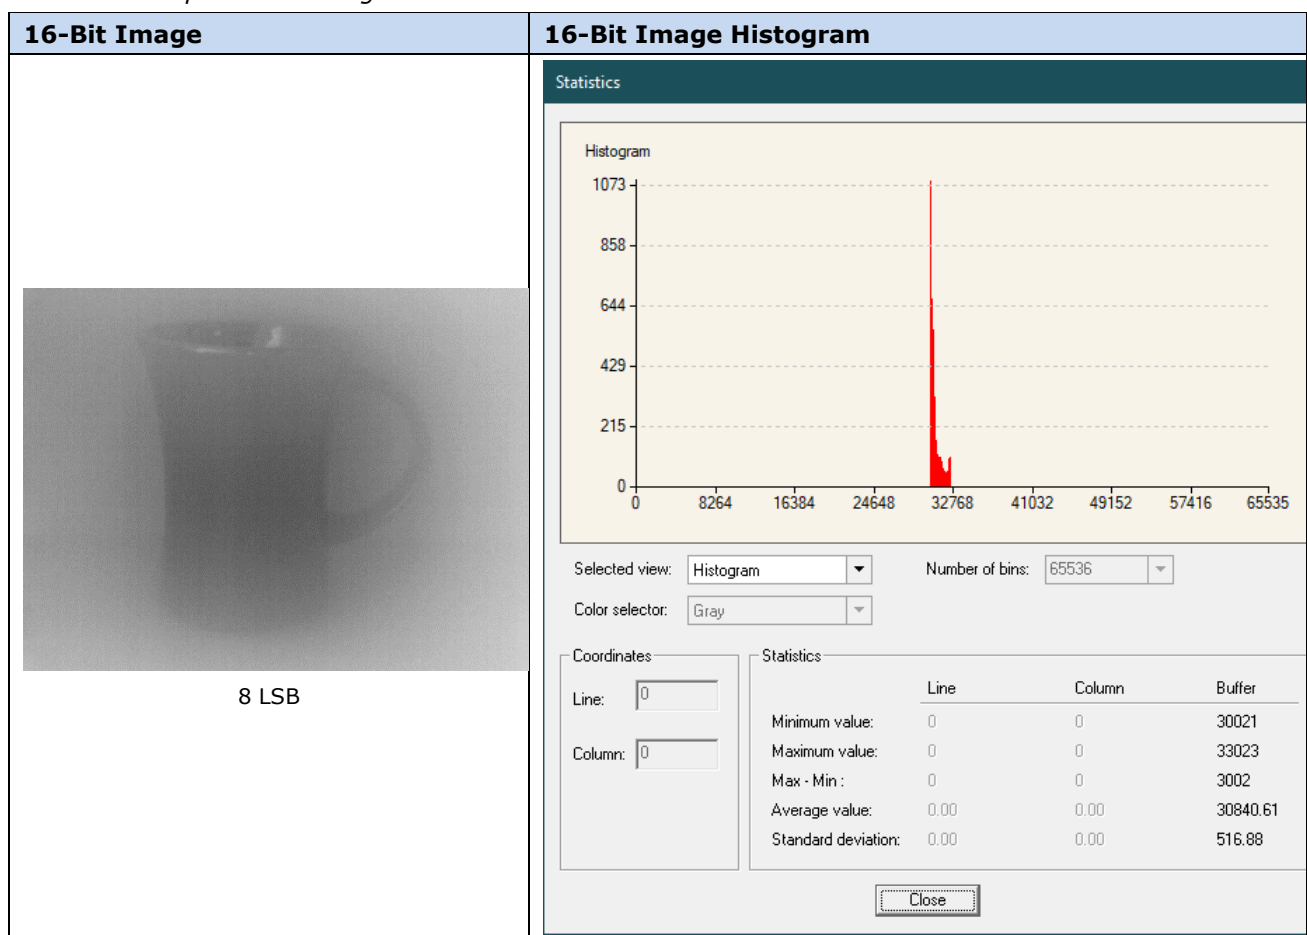 16-Bit Image
16-Bit Image Histogram
8 LSB
Statistics
Histogram
1073
858
644
429
215
0
0 8264 16384 24648 32768 41032 49152 57416 65535
Selected view: Histogram Number of bins: 65536
Color selector: Gray
Coordinates
Line: 0
Column: 0
Statistics
Line Column Buffer
Minimum value: 0 0 30021
Maximum value: 0 0 33023
Max - Min : 0 0 3002
Average value: 0.00 0.00 30840.61
Standard deviation: 0.00 0.00 516.88
Close